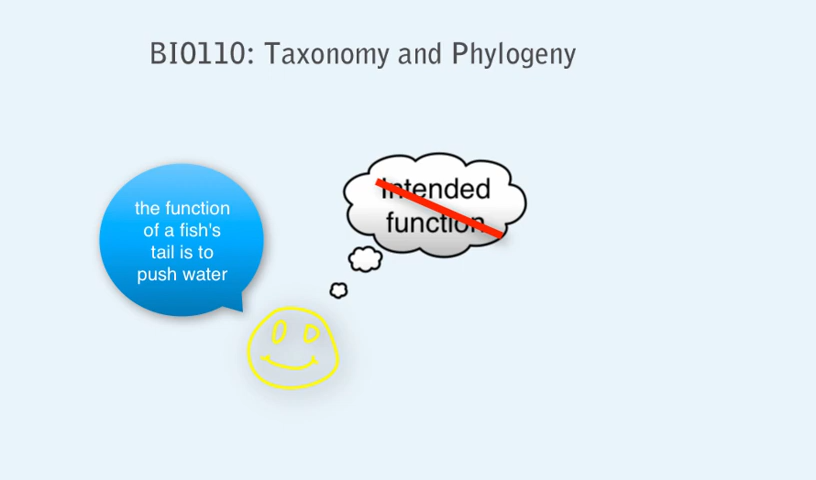 BIO110: Taxonomy and Phylogeny
the function
of a fish's
tail is to
push water
Intended
function